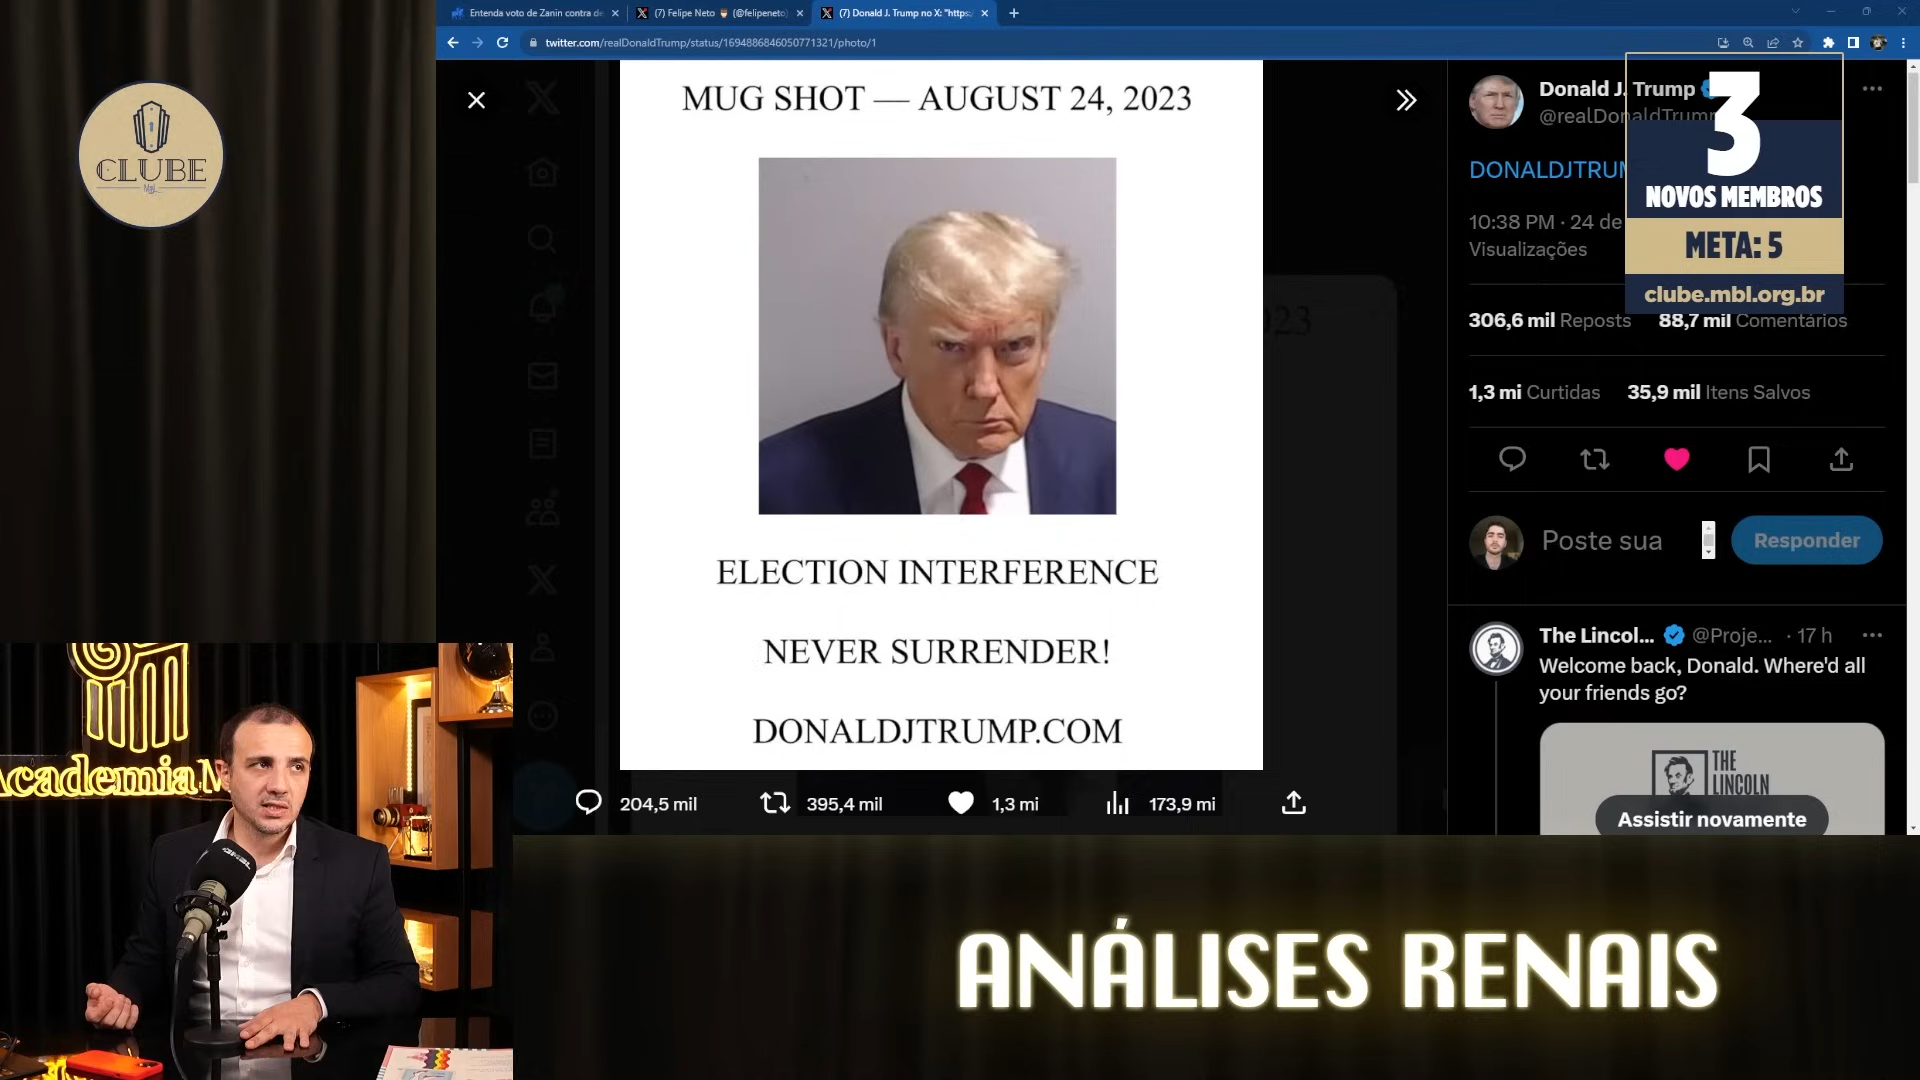 Entenda voto de Zanin contra de
(7) Felipe Neto (@felipeneto)
(7) Donald J. Trump no X: "https:
twitter.com/realDonaldTrump/status/1694886846050771321/photo/1
CLUBE
MBL
MUG SHOT — AUGUST 24, 2023
ELECTION INTERFERENCE
NEVER SURRENDER!
DONALDJTRUMP.COM
204,5 mil
395,4 mil
1,3 mi
173,9 mi
Donald J. Trump
@realDonaldTrump
DONALDJTRUM
10:38 PM · 24 de
Visualizações
3
NOVOS MEMBROS
META: 5
clube.mbl.org.br
306,6 mil Reposts 88,7 mil Comentários
1,3 mi Curtidas 35,9 mil Itens Salvos
Poste sua
Responder
The Lincol... @Proje... · 17 h
Welcome back, Donald. Where'd all
your friends go?
THE
LINCOLN
Assistir novamente
Academia M
ANÁLISES RENAIS